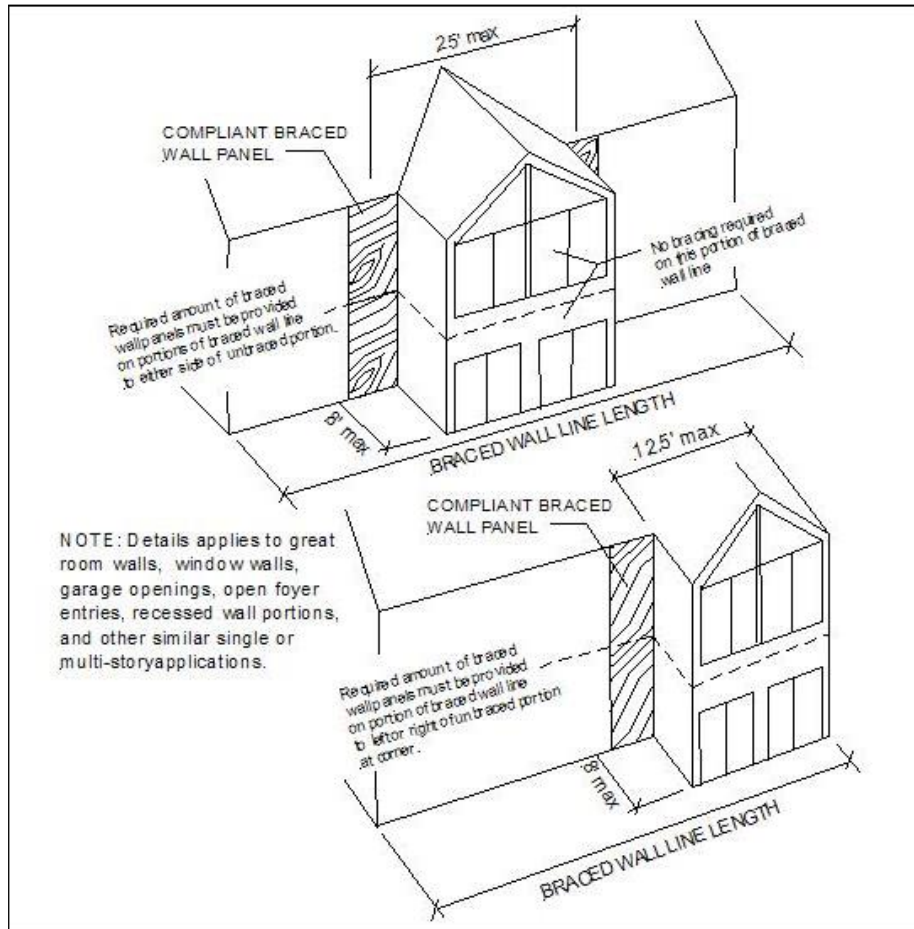 25' max
COMPLIANT BRACED
WALL PANEL
No bracing required
on this portion of braced
wall line
Required amount of braced
wall panels must be provided
on portions of braced wall line
to either side of unbraced portion.
8' max
BRACED WALL LINE LENGTH
12.5' max
COMPLIANT BRACED
WALL PANEL
NOTE: Details applies to great
room walls, window walls,
garage openings, open foyer
entries, recessed wall portions,
and other similar single or
multi-story applications.
Required amount of braced
wall panels must be provided
on portion of braced wall line
to left or right of unbraced portion
at corner.
8' max
BRACED WALL LINE LENGTH